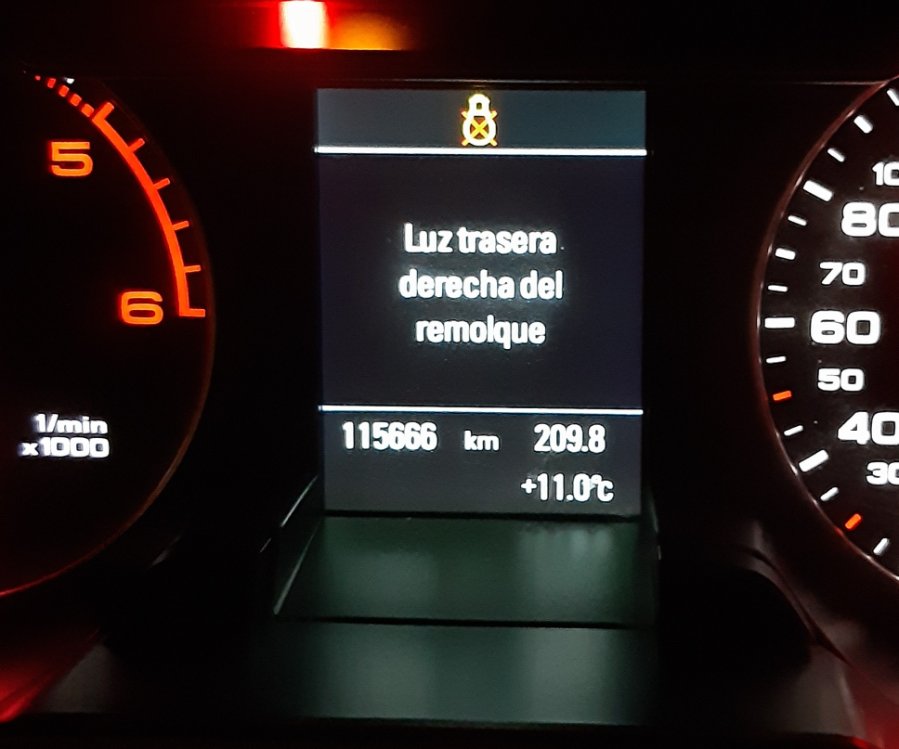 5
6
1/min
x1000
Luz trasera
derecha del
remolque
115666 km 209.8
+11.0°c
80
70
60
50
40
30